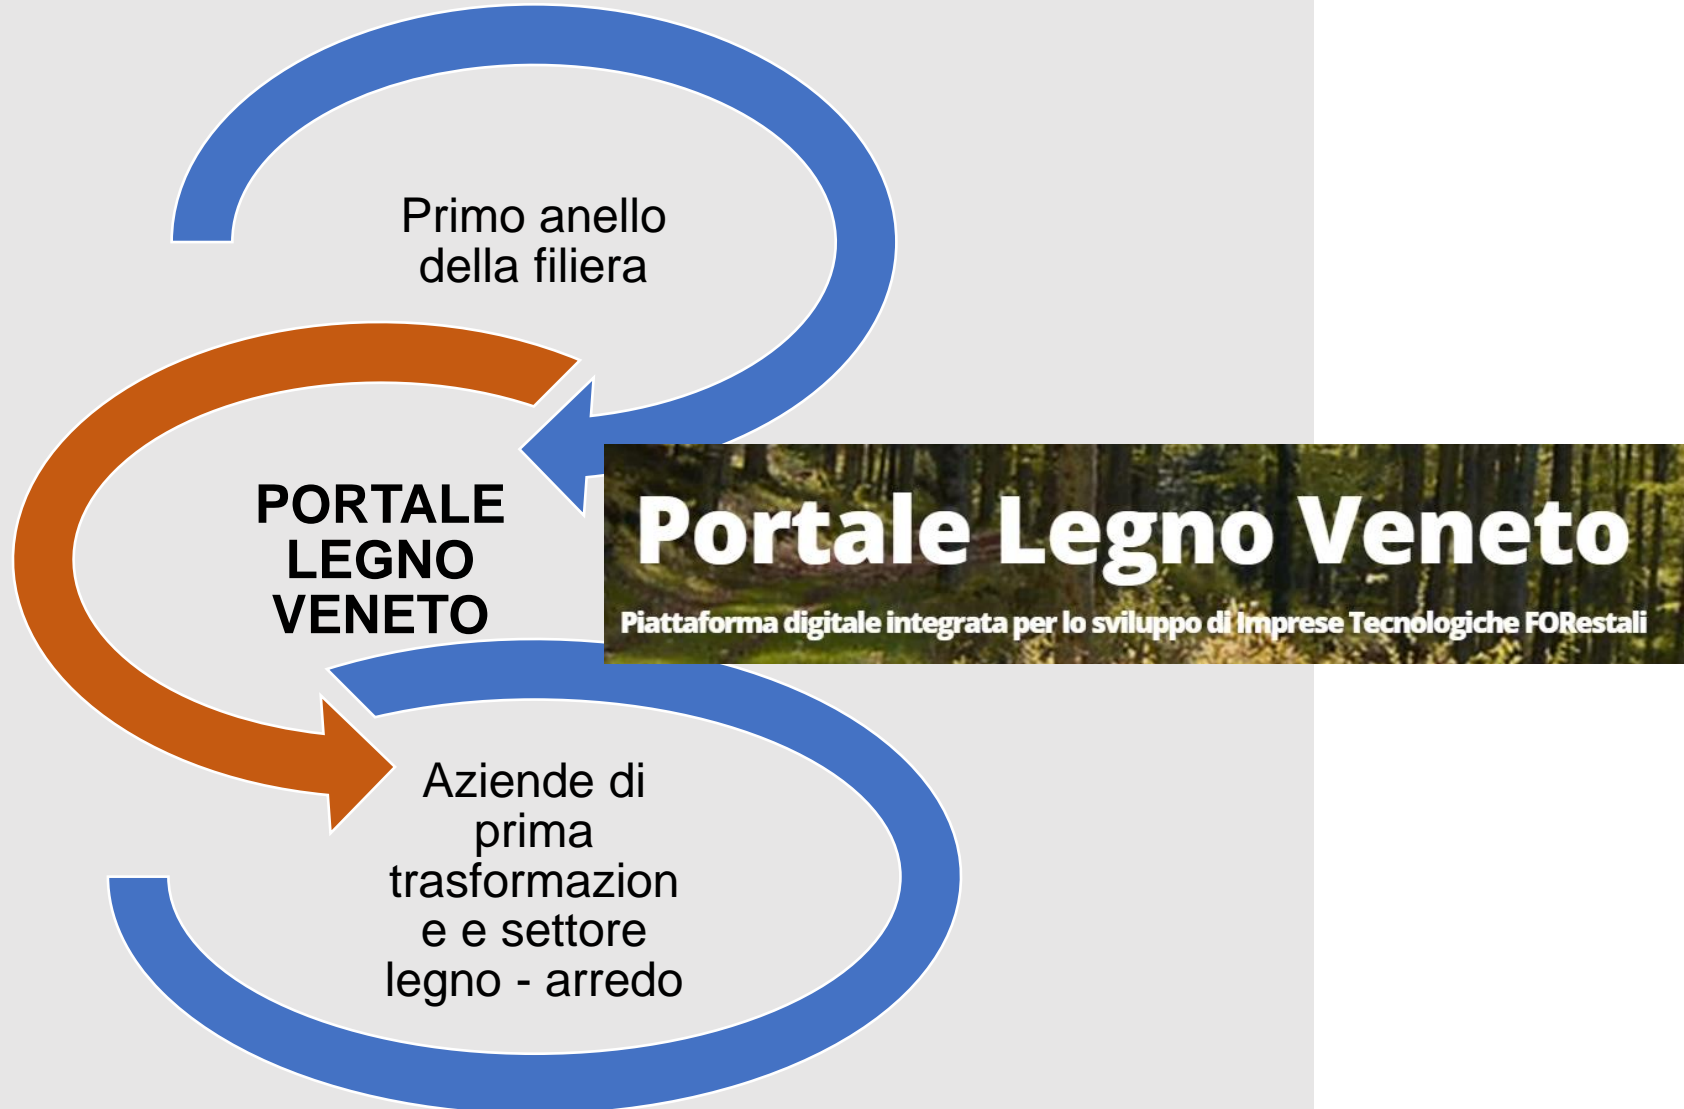 Primo anello
della filiera
PORTALE
LEGNO
VENETO
Portale Legno Veneto
Piattaforma digitale integrata per lo sviluppo di Imprese Tecnologiche FORestali
Aziende di
prima
trasformazion
e e settore
legno - arredo